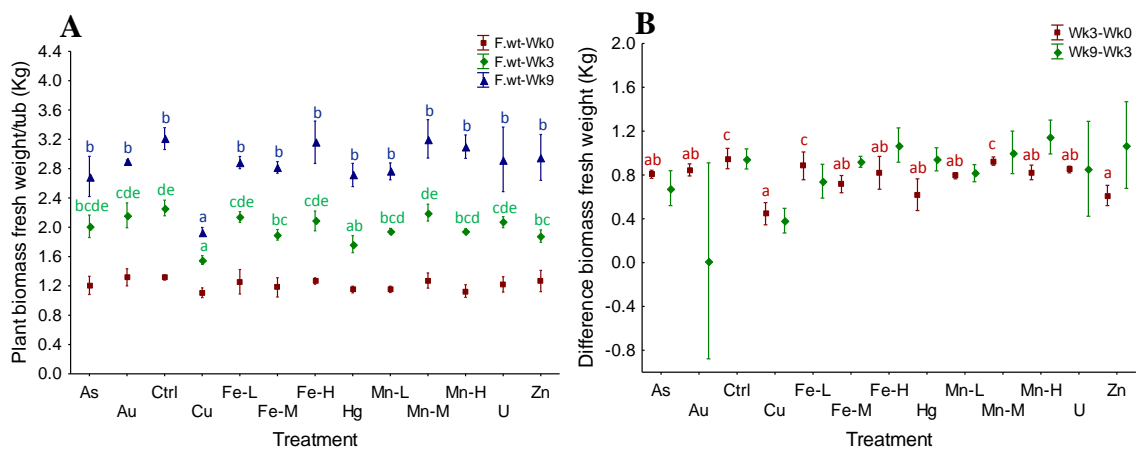 A
F.wt-Wk0
F.wt-Wk3
F.wt-Wk9
Plant biomass fresh weight/tub (Kg)
4.4
4.0
3.6
3.2
2.8
2.4
2.0
1.6
1.2
0.8
0.4
0.0
b b b a b b b b b b b b b
bcde cde de a cde bc cde ab bcd de bcd cde bc
As Ctrl Fe-L Fe-H Mn-L Mn-H Zn
Au Cu Fe-M Hg Mn-M U
Treatment
B
Wk3-Wk0
Wk9-Wk3
Difference biomass fresh weight (Kg)
2.0
1.6
1.2
0.8
0.4
0.0
-0.4
-0.8
ab ab c a c ab ab ab ab c ab ab a
As Ctrl Fe-L Fe-H Mn-L Mn-H Zn
Au Cu Fe-M Hg Mn-M U
Treatment